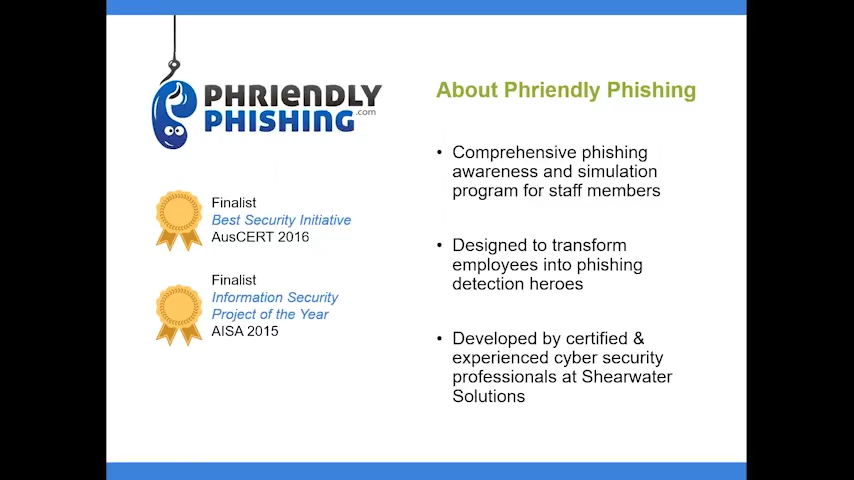 PHRIENDLY
PHISHING
.com
Finalist
Best Security Initiative
AusCERT 2016
Finalist
Information Security
Project of the Year
AISA 2015
About Phriendly Phishing
• Comprehensive phishing
awareness and simulation
program for staff members
• Designed to transform
employees into phishing
detection heroes
• Developed by certified &
experienced cyber security
professionals at Shearwater
Solutions